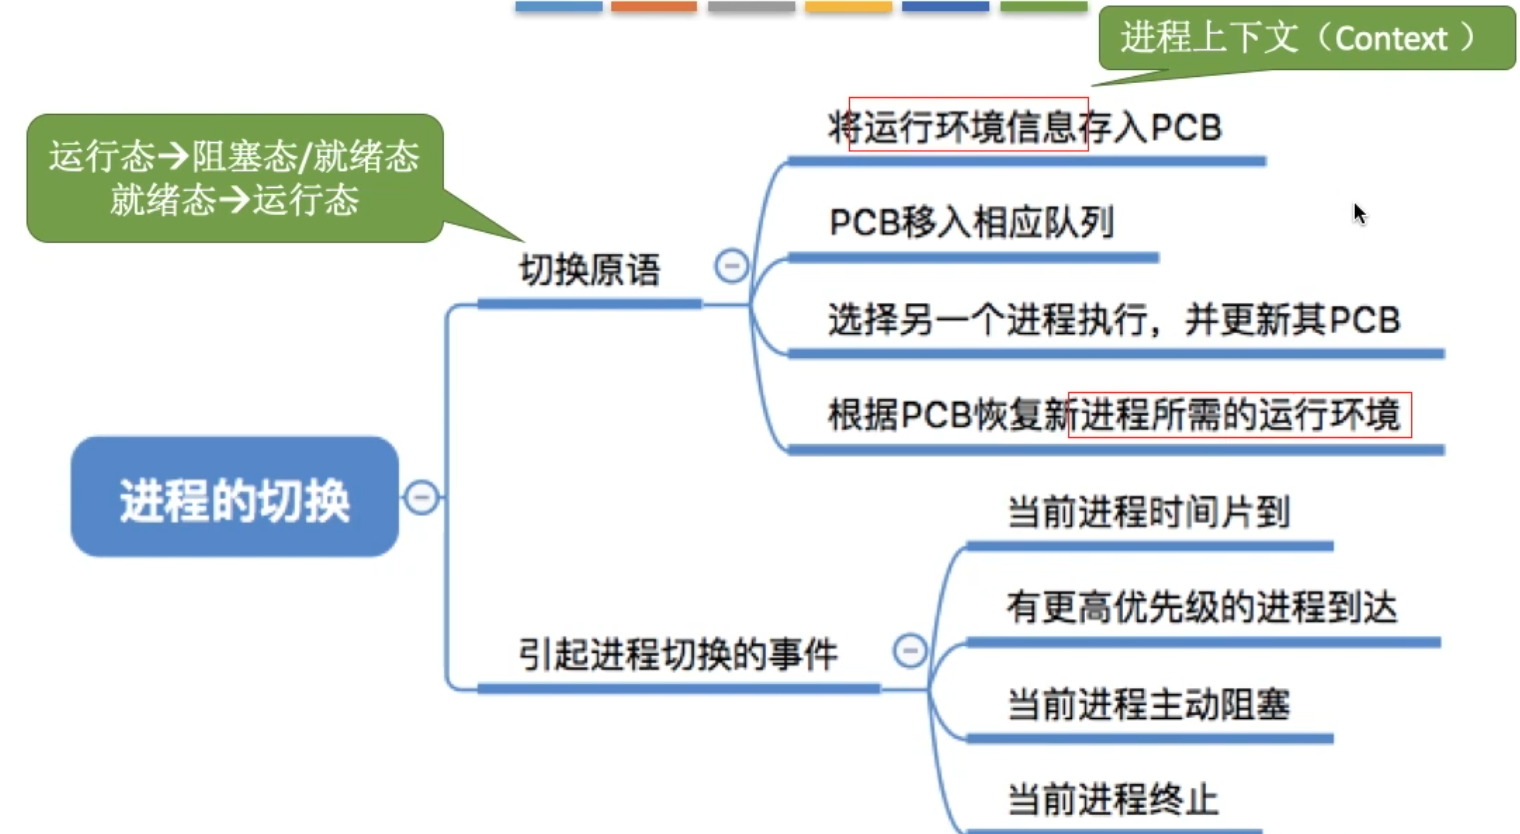 进程上下文（Context ）
运行态→阻塞态/就绪态
就绪态→运行态
将运行环境信息存入PCB
PCB移入相应队列
切换原语
选择另一个进程执行，并更新其PCB
根据PCB恢复新进程所需的运行环境
进程的切换
当前进程时间片到
有更高优先级的进程到达
引起进程切换的事件
当前进程主动阻塞
当前进程终止